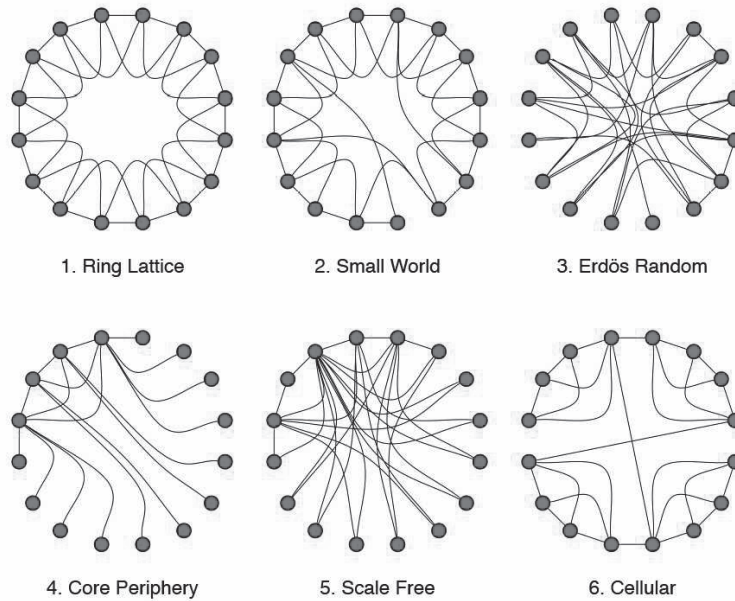 1. Ring Lattice
2. Small World
3. Erdös Random
4. Core Periphery
5. Scale Free
6. Cellular